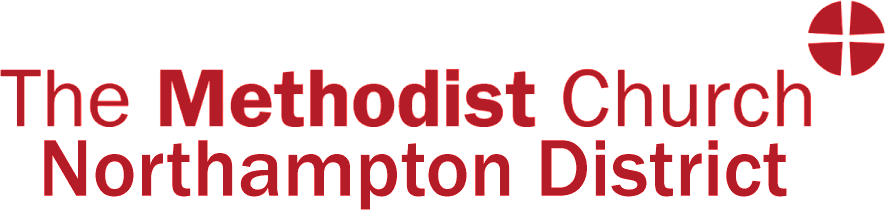 The Methodist Church
Northampton District